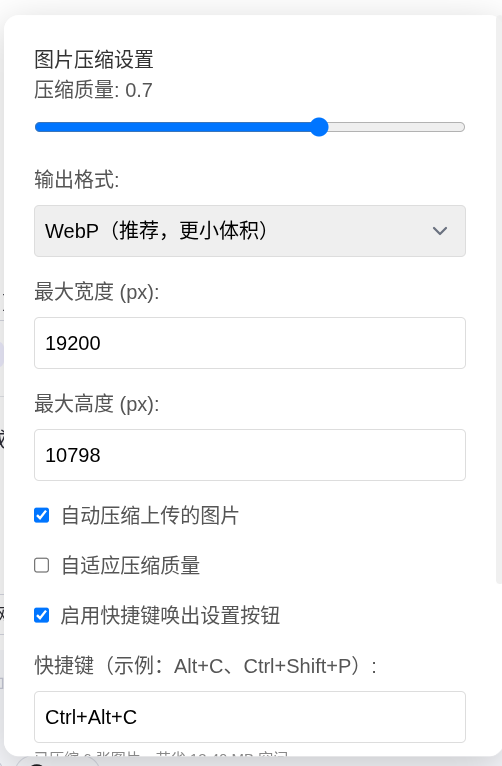 图片压缩设置
压缩质量: 0.7
输出格式:
WebP（推荐，更小体积）
最大宽度 (px):
19200
最大高度 (px):
10798
自动压缩上传的图片
自适应压缩质量
启用快捷键唤出设置按钮
快捷键（示例：Alt+C、Ctrl+Shift+P）:
Ctrl+Alt+C